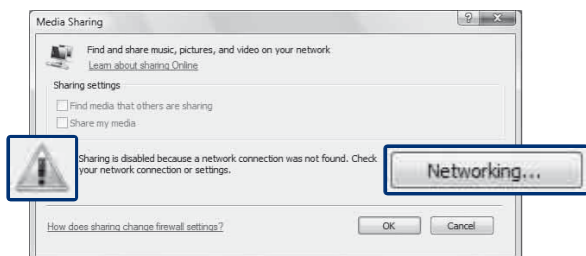 Media Sharing
Find and share music, pictures, and video on your network
Learn about sharing Online
Sharing settings
Find media that others are sharing
Share my media
Sharing is disabled because a network connection was not found. Check
your network connection or settings.
Networking...
How does sharing change firewall settings?
OK
Cancel